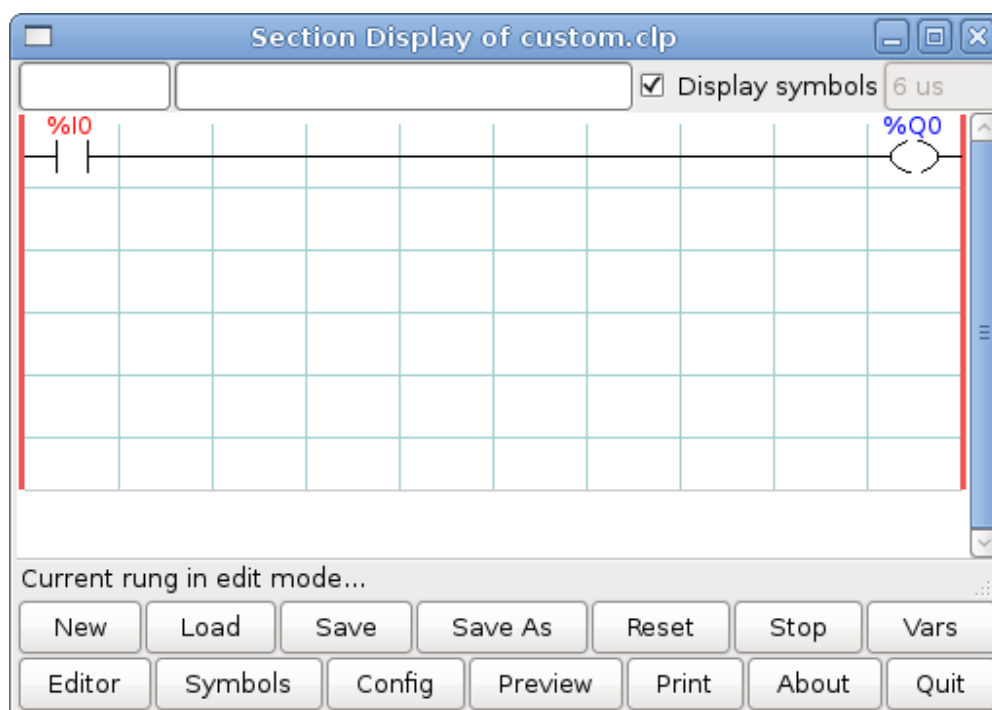 Section Display of custom.clp
Display symbols 6 us
%I0 %Q0
Current rung in edit mode...
New Load Save Save As Reset Stop Vars
Editor Symbols Config Preview Print About Quit